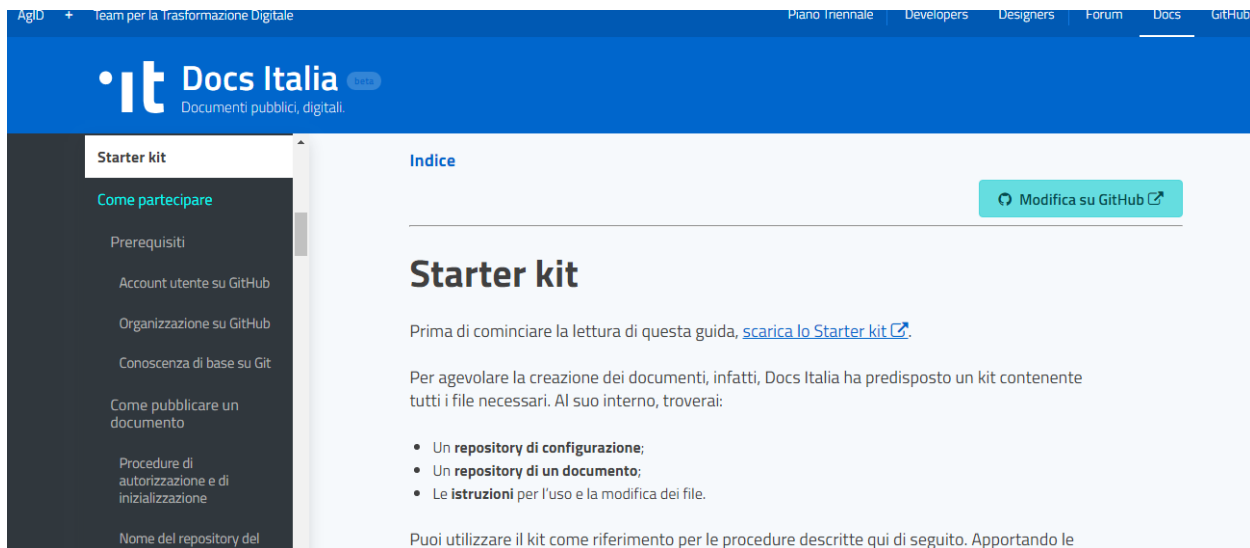 AgID + Team per la Trasformazione Digitale
Piano Triennale Developers Designers Forum Docs GitHub
Docs Italia beta
Documenti pubblici, digitali.
Starter kit
Come partecipare
Prerequisiti
Account utente su GitHub
Organizzazione su GitHub
Conoscenza di base su Git
Come pubblicare un
documento
Procedure di
autorizzazione e di
inizializzazione
Nome del repository del
Indice
Modifica su GitHub
Starter kit
Prima di cominciare la lettura di questa guida, scarica lo Starter kit.
Per agevolare la creazione dei documenti, infatti, Docs Italia ha predisposto un kit contenente
tutti i file necessari. Al suo interno, troverai:
• Un repository di configurazione;
• Un repository di un documento;
• Le istruzioni per l'uso e la modifica dei file.
Puoi utilizzare il kit come riferimento per le procedure descritte qui di seguito. Apportando le